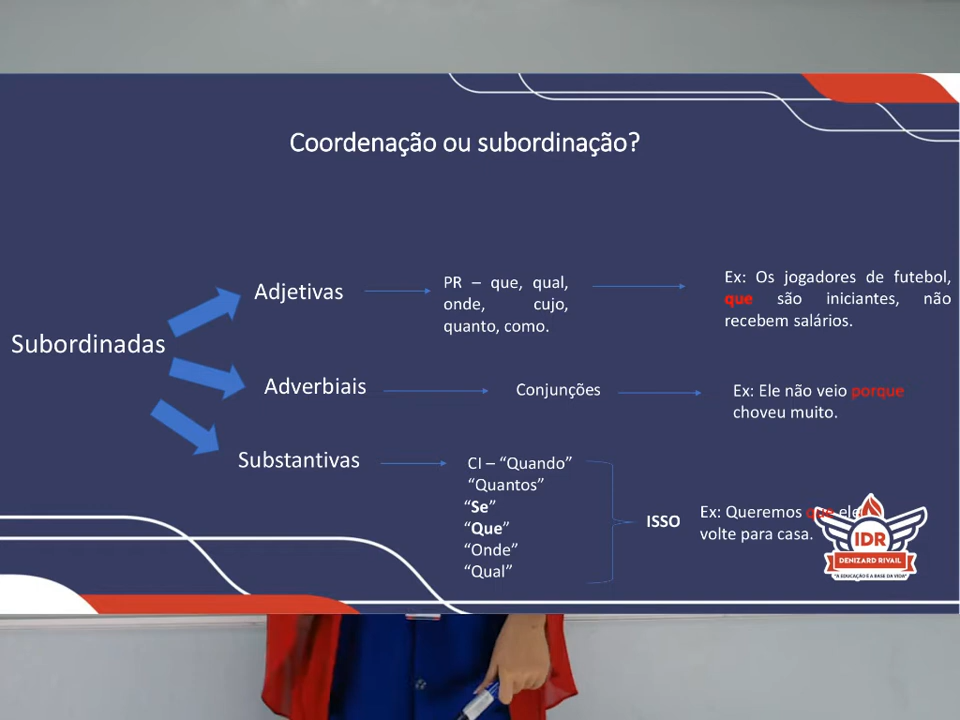 Coordenação ou subordinação?
Subordinadas
Adjetivas
PR – que, qual,
onde, cujo,
quanto, como.
Ex: Os jogadores de futebol,
que são iniciantes, não
recebem salários.
Adverbiais
Conjunções
Ex: Ele não veio porque
choveu muito.
Substantivas
CI – “Quando”
“Quantos”
“Se”
“Que”
“Onde”
“Qual”
ISSO
Ex: Queremos que ele
volte para casa.
IDR
DENIZARD RIVAIL
"A EDUCAÇÃO É A BASE DA VIDA"